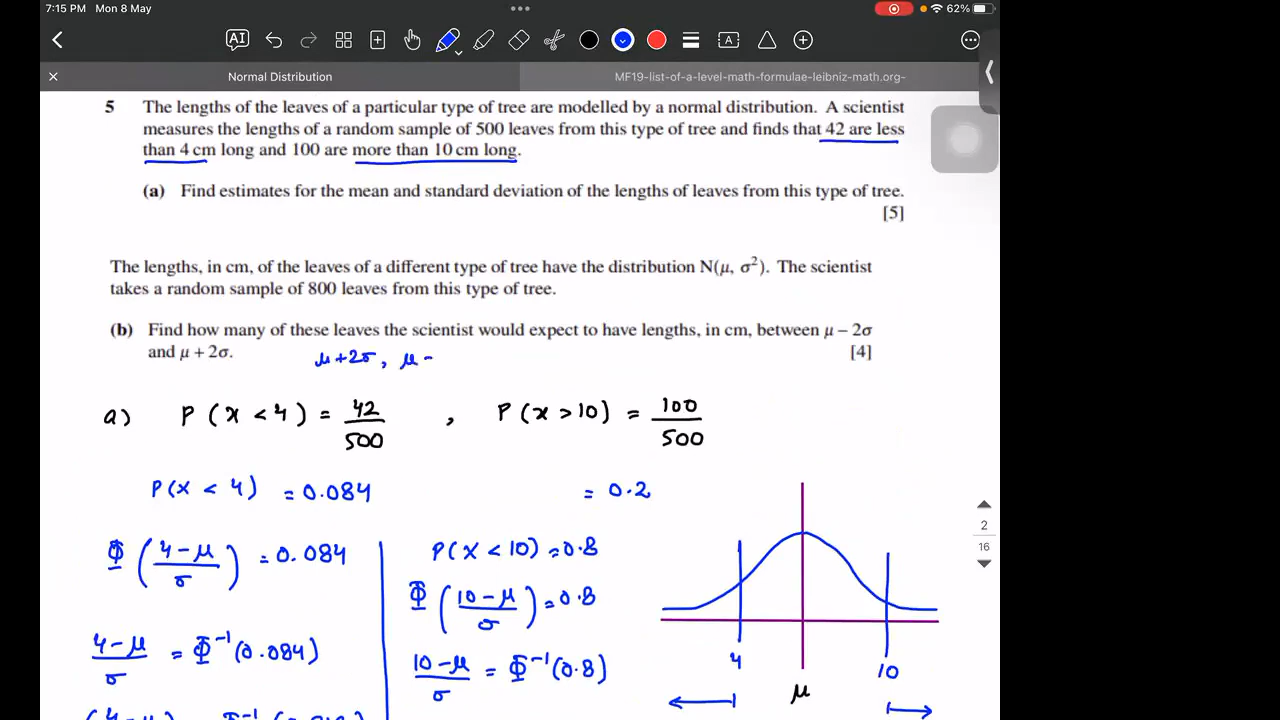 7:15 PM Mon 8 May
62%
AI
A
Normal Distribution
MF19-list-of-a-level-math-formulae-leibniz-math.org-
5 The lengths of the leaves of a particular type of tree are modelled by a normal distribution. A scientist
measures the lengths of a random sample of 500 leaves from this type of tree and finds that 42 are less
than 4 cm long and 100 are more than 10 cm long.
(a) Find estimates for the mean and standard deviation of the lengths of leaves from this type of tree.
[5]
The lengths, in cm, of the leaves of a different type of tree have the distribution N(μ, σ²). The scientist
takes a random sample of 800 leaves from this type of tree.
(b) Find how many of these leaves the scientist would expect to have lengths, in cm, between μ − 2σ
and μ + 2σ. [4]
μ+2σ, μ -
a) P ( x < 4 ) = 42/500 , P ( x > 10 ) = 100/500
P ( x < 4 ) = 0.084 = 0.2
Φ ( 4-μ/σ ) = 0.084
P ( x < 10 ) = 0.8
Φ ( 10-μ/σ ) = 0.8
4-μ/σ = Φ⁻¹ (0.084)
10-μ/σ = Φ⁻¹ (0.8)
4 μ 10
2
16